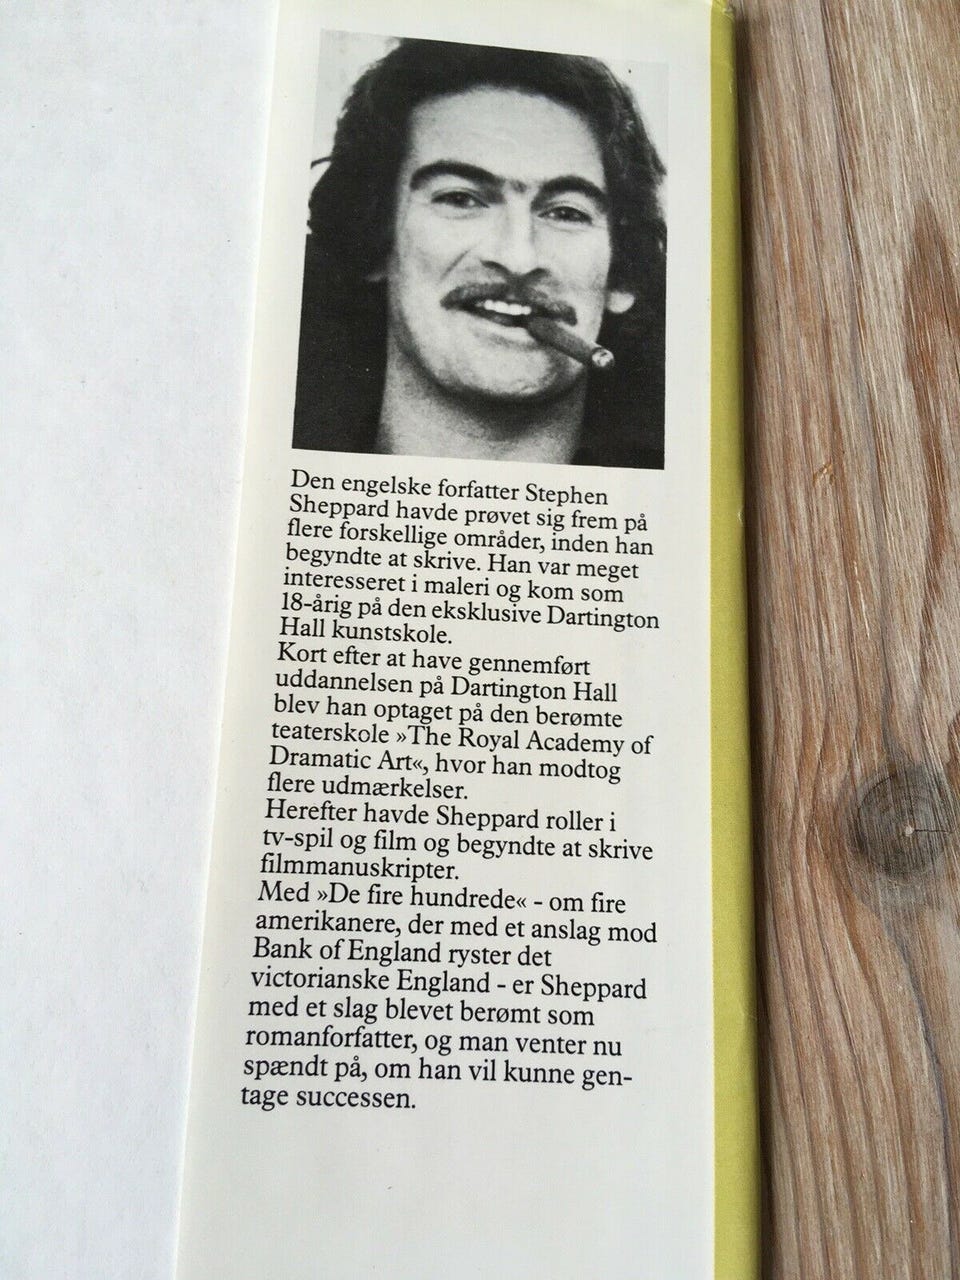 Den engelske forfatter Stephen
Sheppard havde prøvet sig frem på
flere forskellige områder, inden han
begyndte at skrive. Han var meget
interesseret i maleri og kom som
18-årig på den eksklusive Dartington
Hall kunstskole.
Kort efter at have gennemført
uddannelsen på Dartington Hall
blev han optaget på den berømte
teaterskole »The Royal Academy of
Dramatic Art«, hvor han modtog
flere udmærkelser.
Herefter havde Sheppard roller i
tv-spil og film og begyndte at skrive
filmmanuskripter.
Med »De fire hundrede« - om fire
amerikanere, der med et anslag mod
Bank of England ryster det
victorianske England - er Sheppard
med et slag blevet berømt som
romanforfatter, og man venter nu
spændt på, om han vil kunne gen-
tage successen.